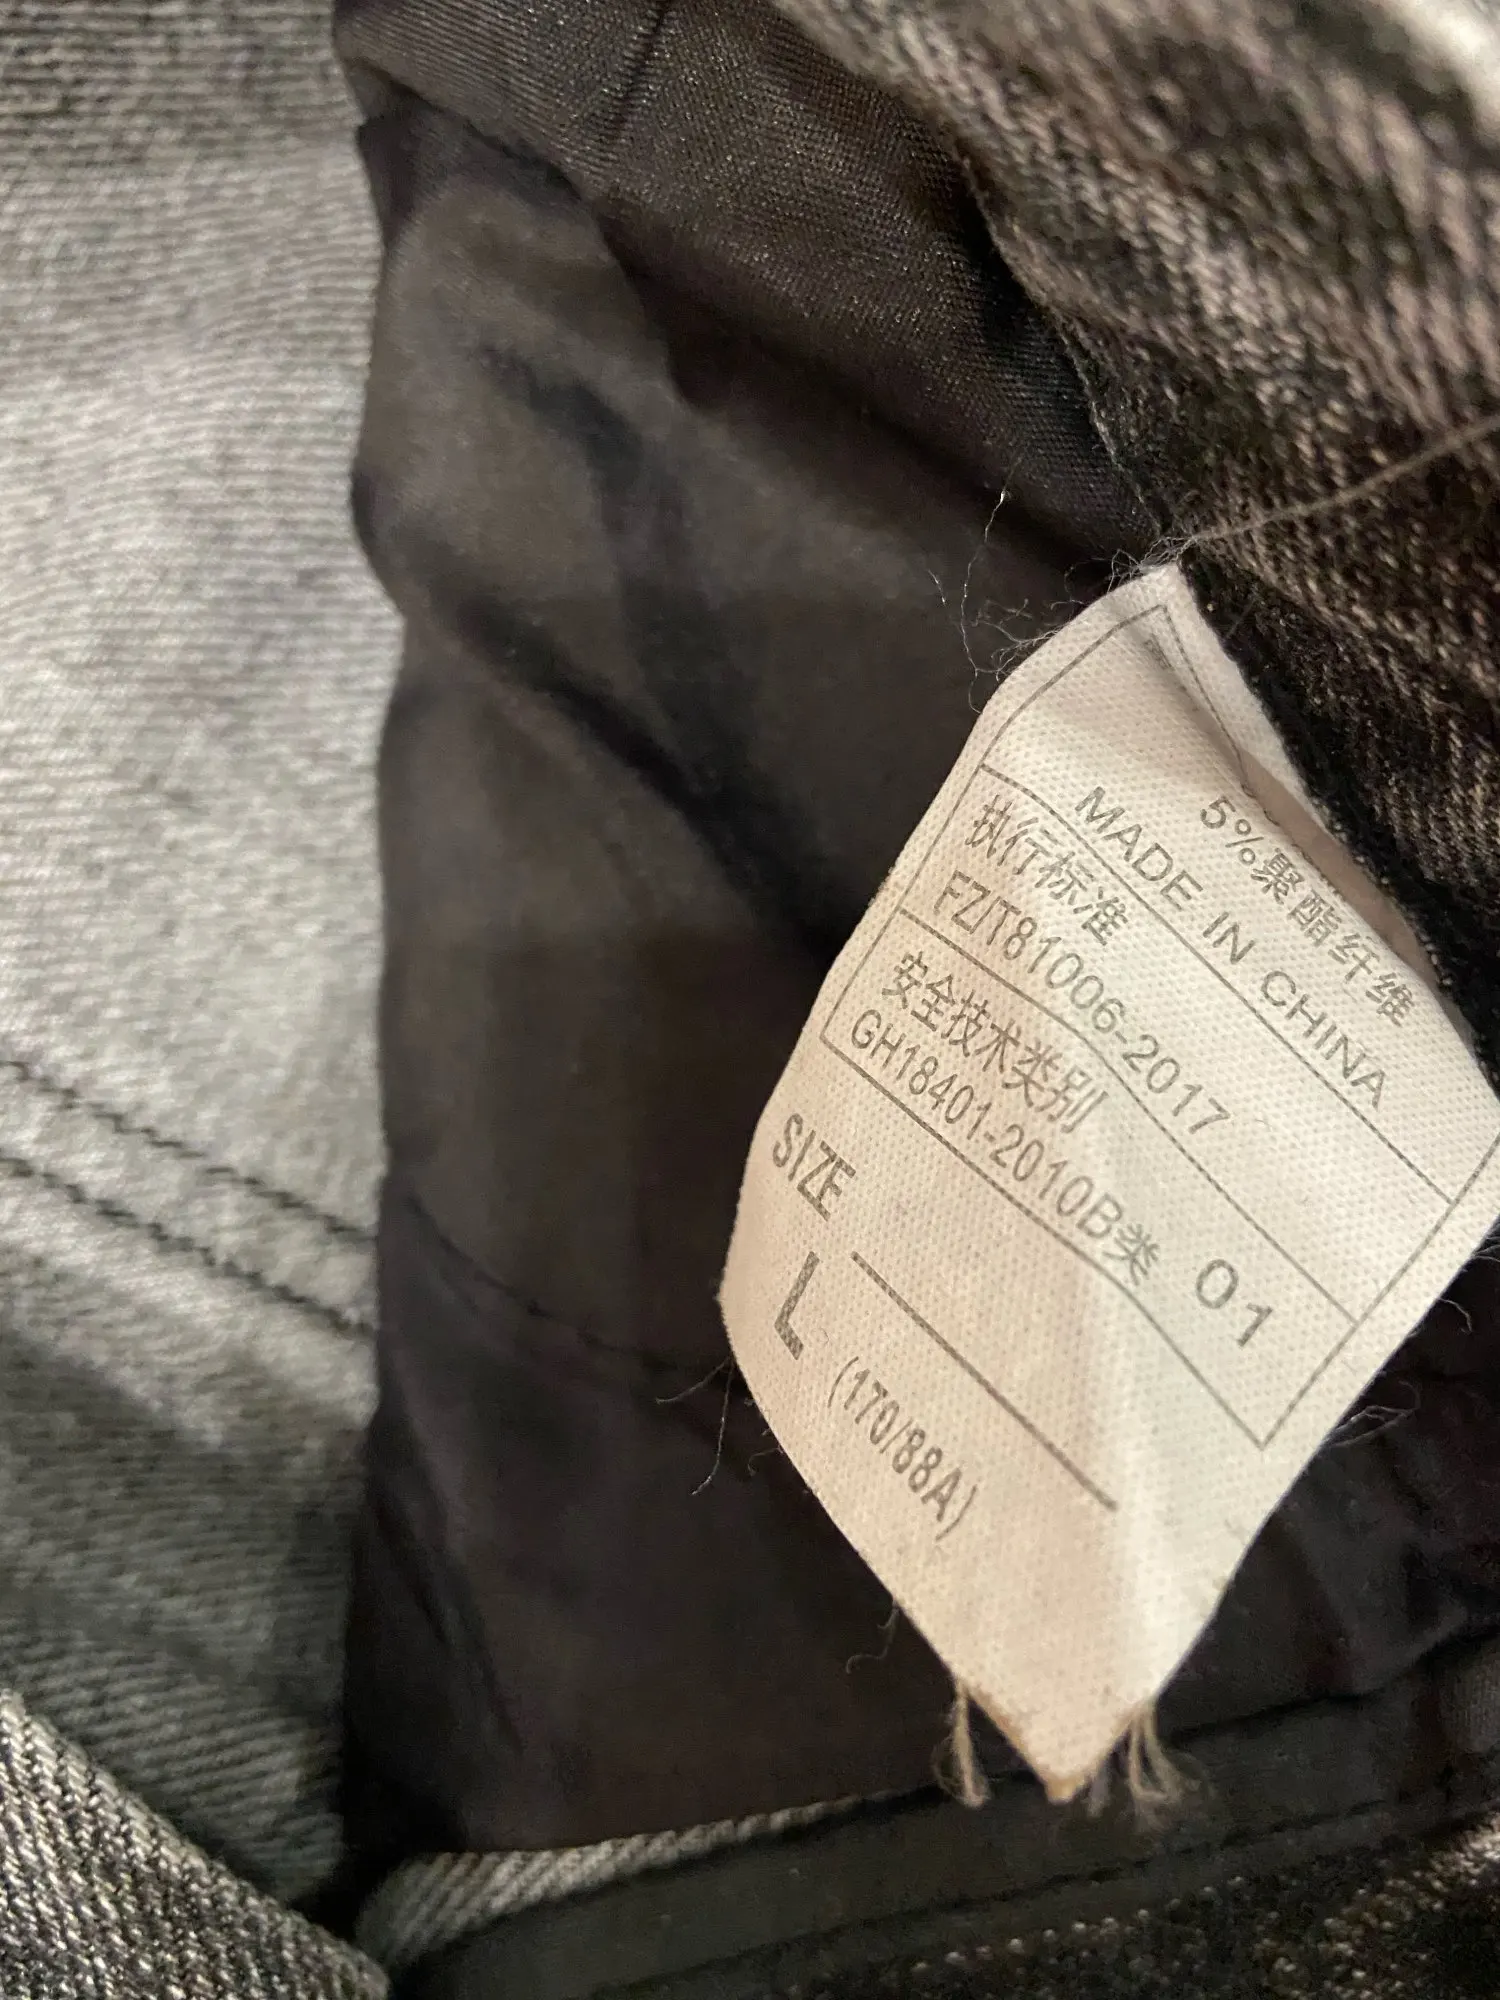 5%聚酯纤维
MADE IN CHINA
执行标准
FZ/T81006-2017
安全技术类别
GH18401-2010B类 01
SIZE
L (170/88A)